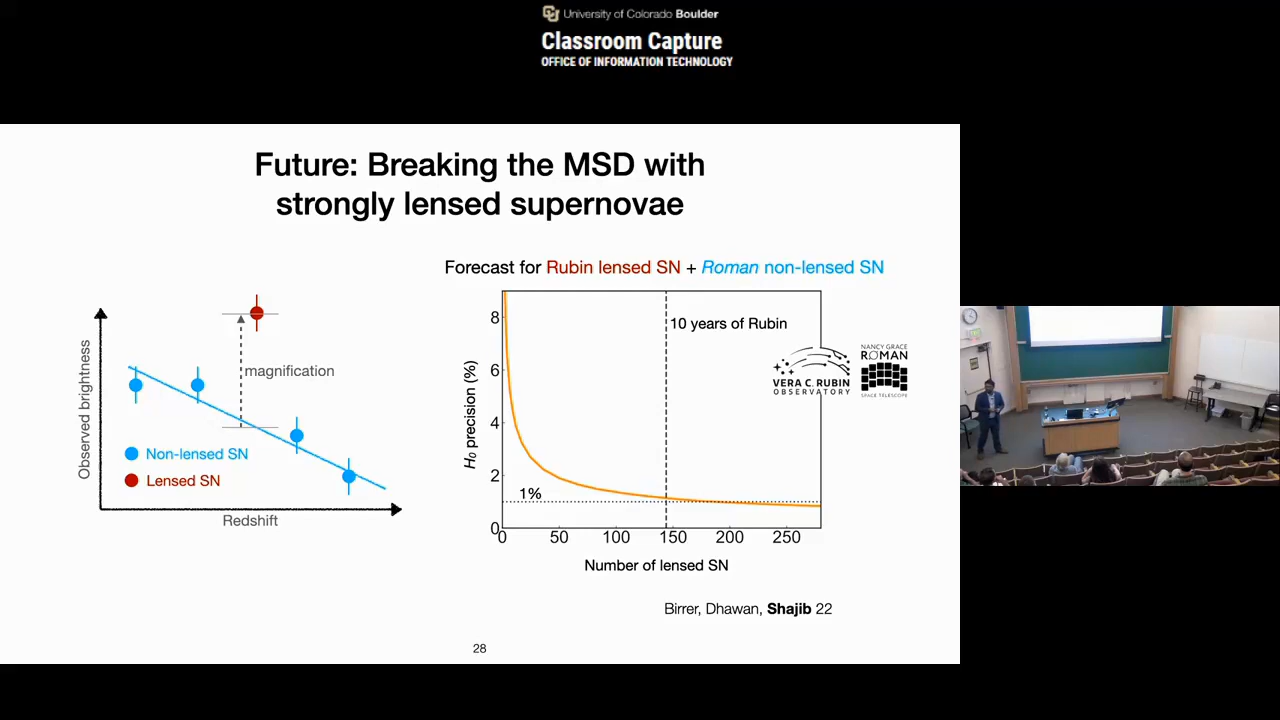 University of Colorado Boulder
Classroom Capture
OFFICE OF INFORMATION TECHNOLOGY
Future: Breaking the MSD with
strongly lensed supernovae
Forecast for Rubin lensed SN + Roman non-lensed SN
Observed brightness
magnification
Non-lensed SN
Lensed SN
Redshift
H₀ precision (%)
8
6
4
2
0
10 years of Rubin
1%
0
50
100
150
200
250
Number of lensed SN
VERA C. RUBIN
OBSERVATORY
NANCY GRACE
ROMAN
SPACE TELESCOPE
Birrer, Dhawan, Shajib 22
28